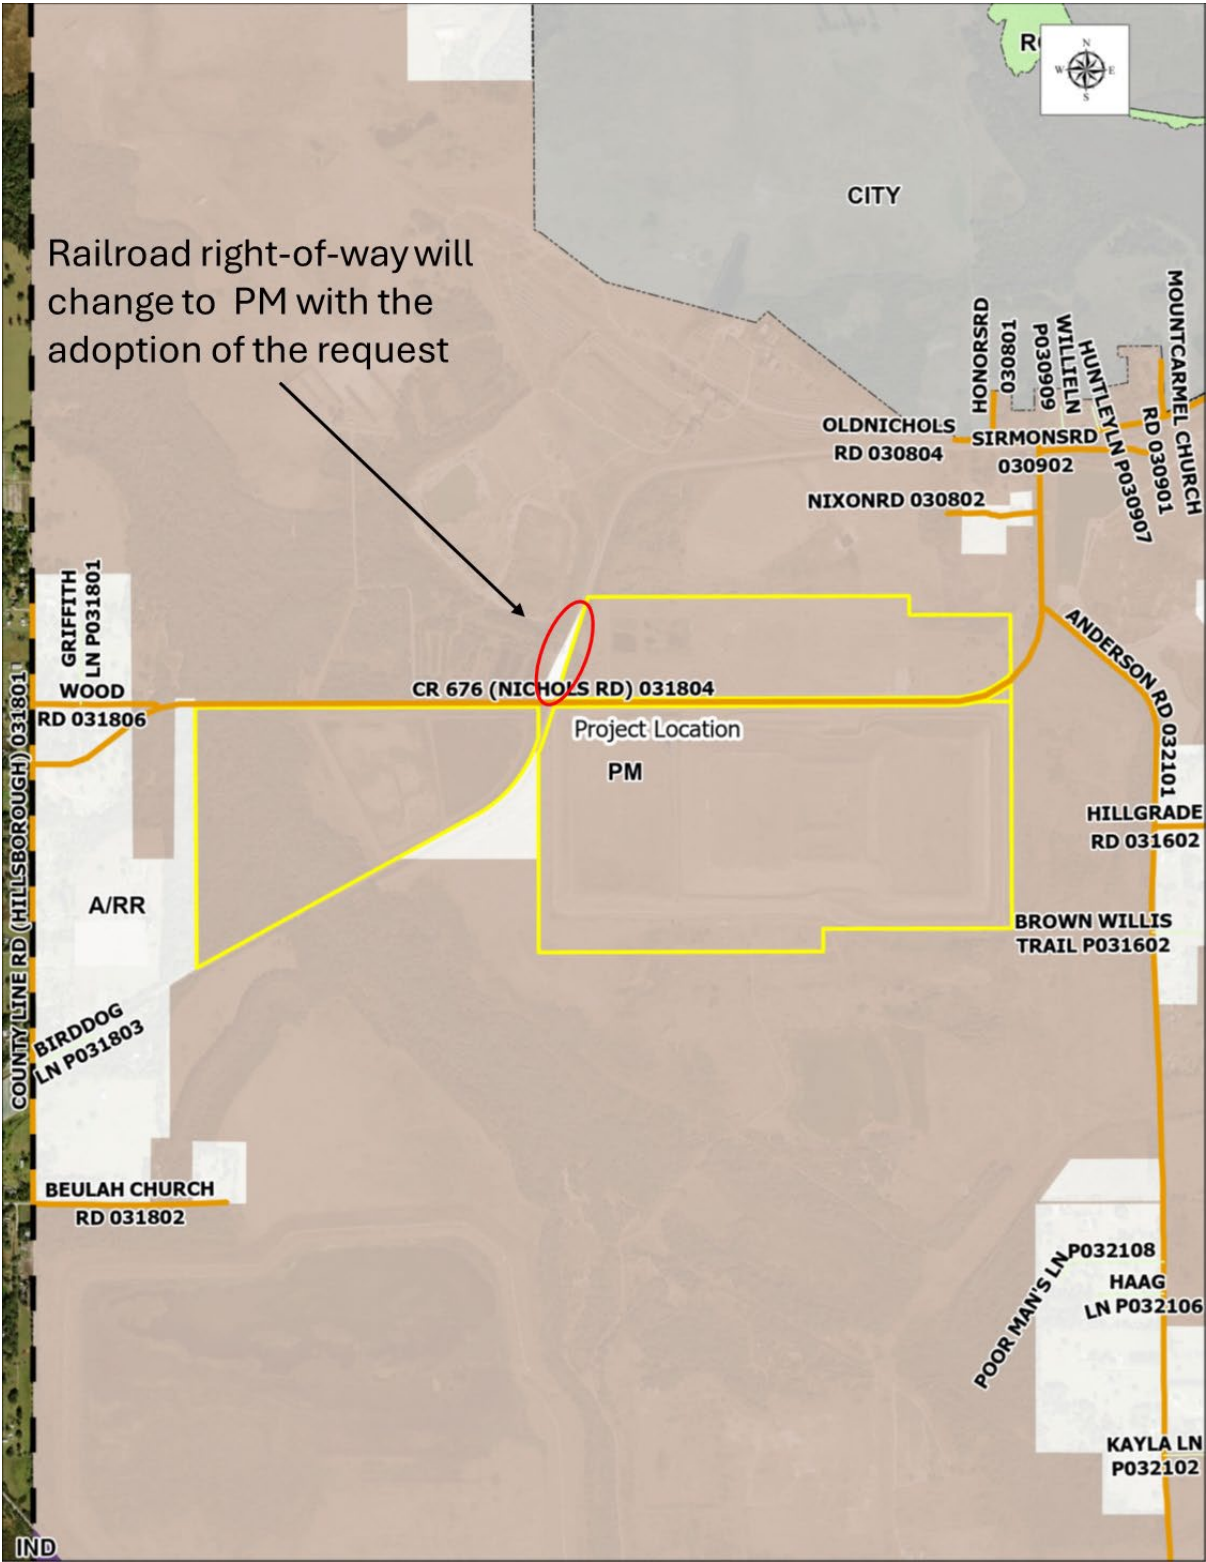 R
N
W E
S
CITY
Railroad right-of-way will
change to PM with the
adoption of the request
HONORSRD
030801
P030909
WILLIELN
HUNTLEYLN P030907
MOUNTCARMEL CHURCH
RD 030901
OLDNICHOLS
RD 030804
SIRMONSRD
030902
NIXONRD 030802
GRIFFITH
LN P031801
WOOD
RD 031806
CR 676 (NICHOLS RD) 031804
ANDERSON RD 032101
Project Location
PM
COUNTY LINE RD (HILLSBOROUGH) 031801
HILLGRADE
RD 031602
A/RR
BROWN WILLIS
TRAIL P031602
BIRDDOG
LN P031803
BEULAH CHURCH
RD 031802
POOR MAN'S LN P032108
HAAG
LN P032106
KAYLA LN
P032102
IND